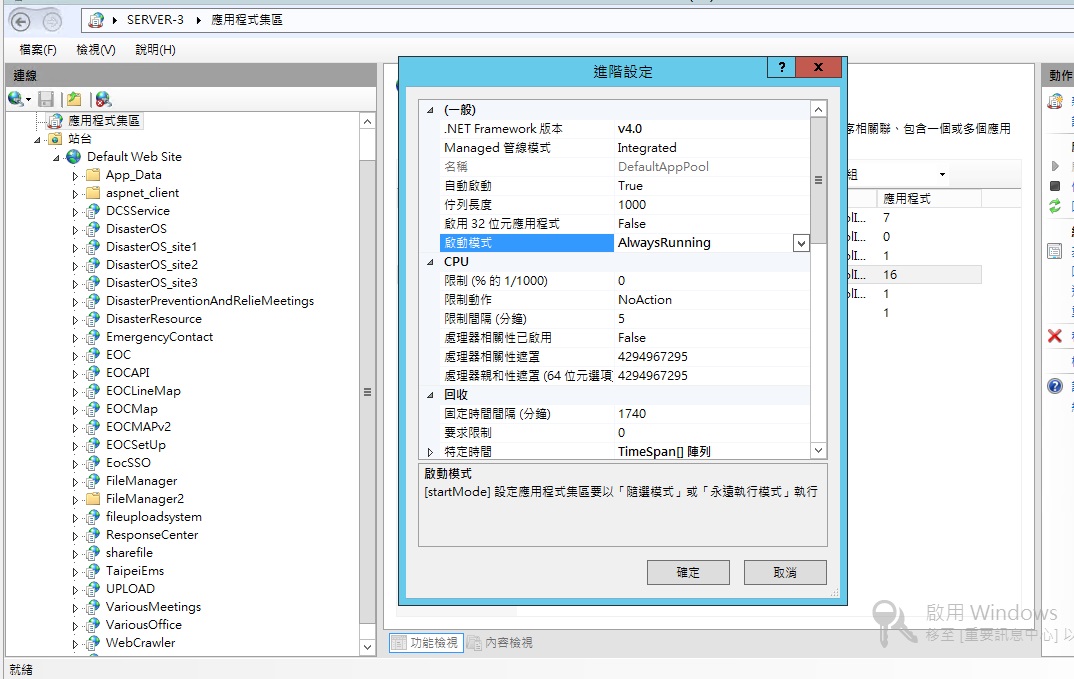 SERVER-3
應用程式集區
檔案(F) 檢視(V) 說明(H)
連線
應用程式集區
站台
Default Web Site
App_Data
aspnet_client
DCSService
DisasterOS
DisasterOS_site1
DisasterOS_site2
DisasterOS_site3
DisasterPreventionAndRelieMeetings
DisasterResource
EmergencyContact
EOC
EOCAPI
EOCLineMap
EOCMap
EOCMAPv2
EOCSetUp
EocSSO
FileManager
FileManager2
fileuploadsystem
ResponseCenter
sharefile
TaipeiEms
UPLOAD
VariousMeetings
VariousOffice
WebCrawler
就緒
進階設定
?
x
(一般)
.NET Framework 版本 v4.0
Managed 管線模式 Integrated
名稱 DefaultAppPool
自動啟動 True
佇列長度 1000
啟用 32 位元應用程式 False
啟動模式 AlwaysRunning
CPU
限制 (% 的 1/1000) 0
限制動作 NoAction
限制間隔 (分鐘) 5
處理器相關性已啟用 False
處理器相關性遮罩 4294967295
處理器親和性遮罩 (64 位元選項 4294967295
回收
固定時間間隔 (分鐘) 1740
要求限制 0
特定時間 TimeSpan[] 陣列
啟動模式
[startMode] 設定應用程式集區要以「隨選模式」或「永遠執行模式」執行
確定 取消
相關聯、包含一個或多個應用
組
應用程式
olI... 7
olI... 0
olI... 1
olI... 16
olI... 1
1
動作
功能檢視 內容檢視
啟用 Windows
移至 [重要訊息中心] 以